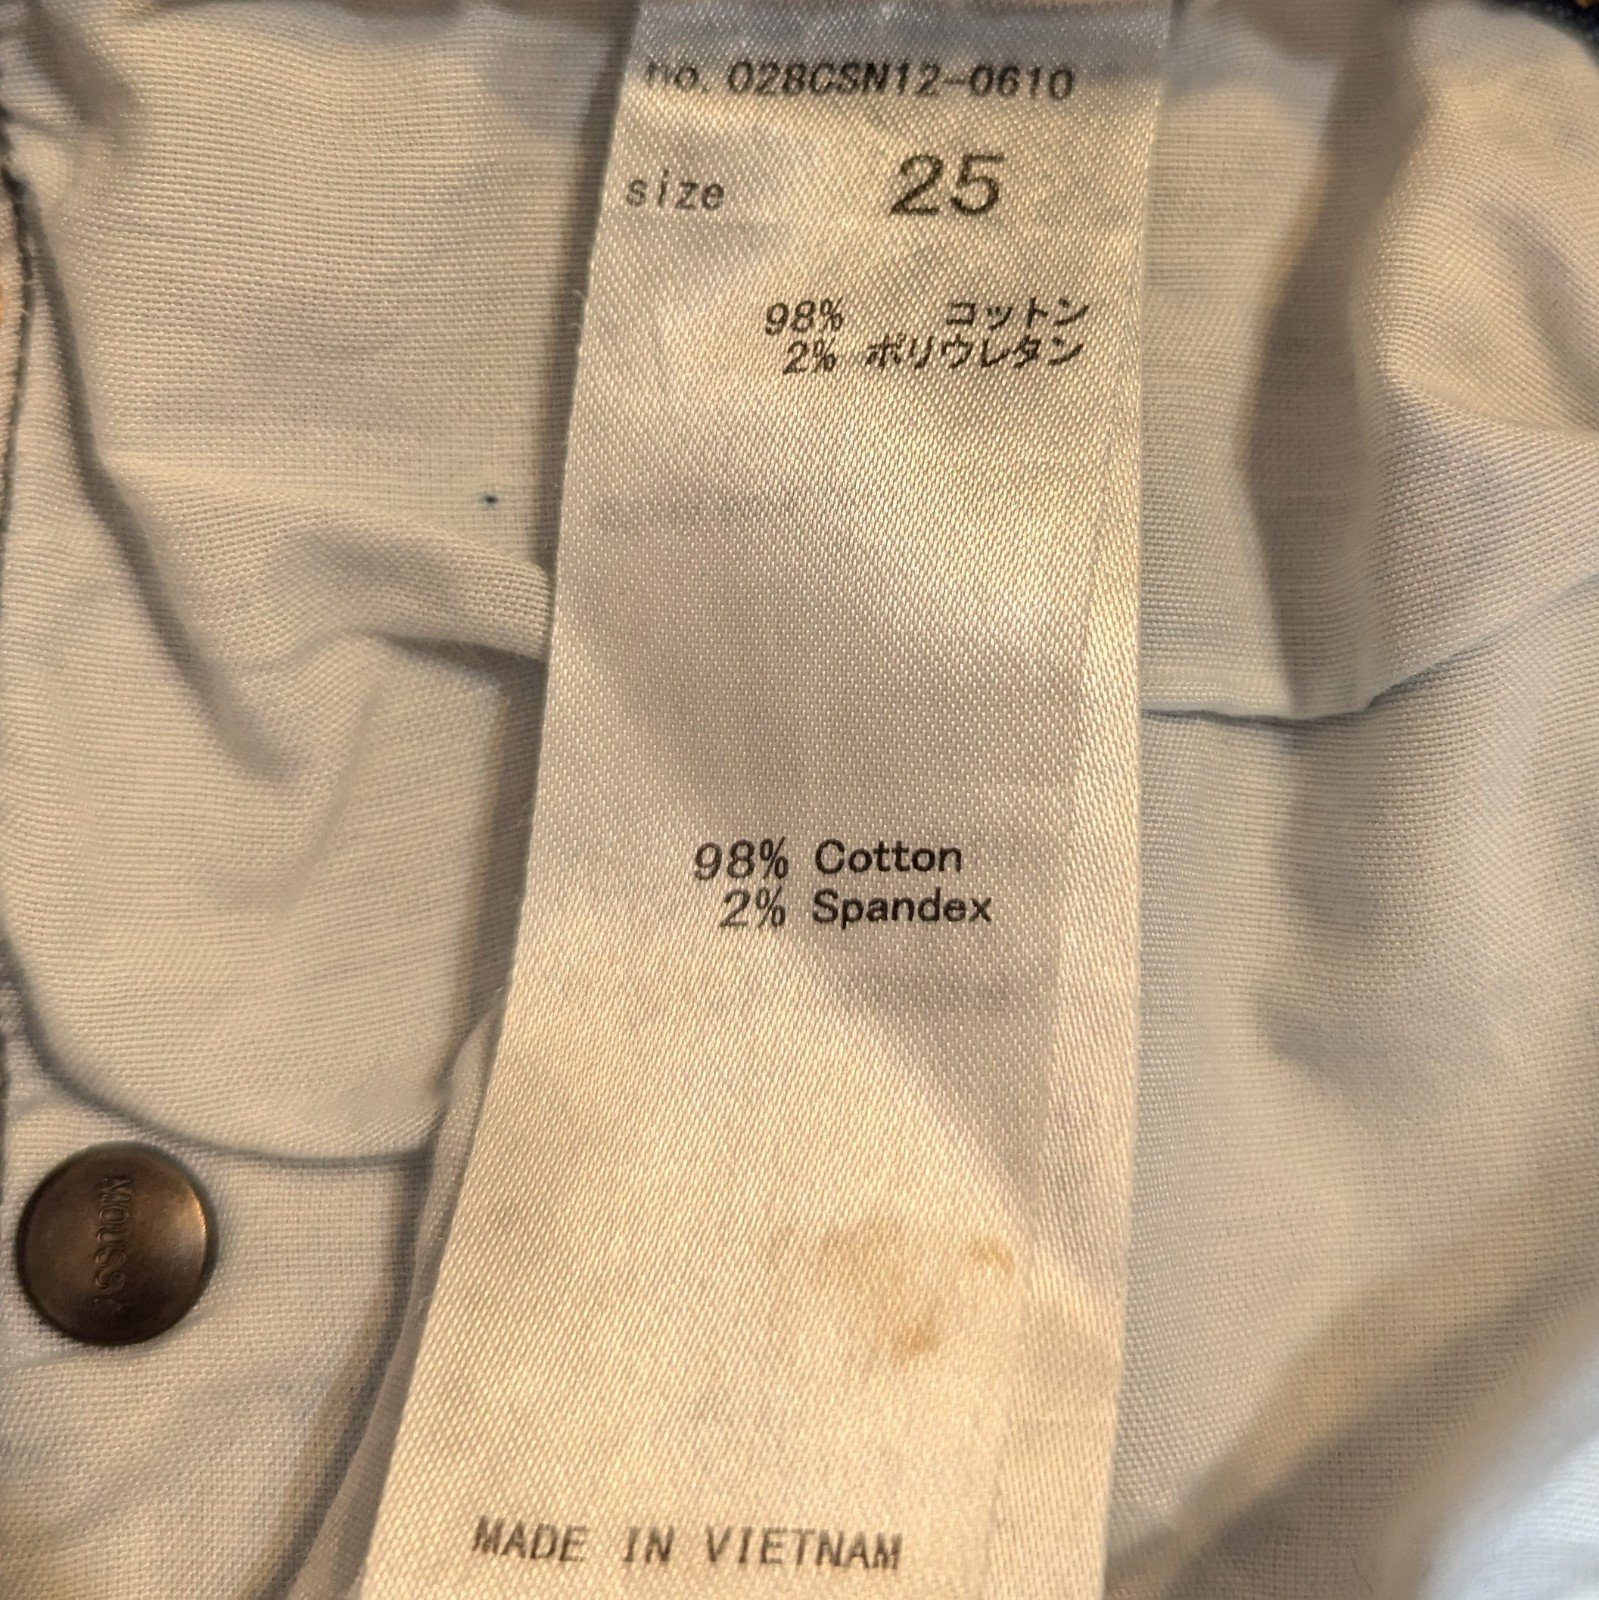 no. 028CSN12-0610
size 25
98% コットン
2% ポリウレタン
98% Cotton
2% Spandex
MADE IN VIETNAM
MOUSSY